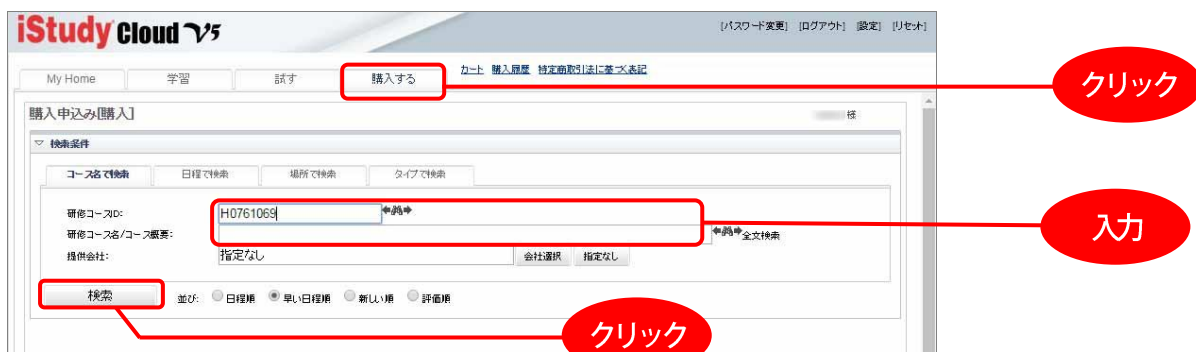 iStudy Cloud V5
[パスワード変更] [ログアウト] [設定] [リセット]
My Home 学習 試す 購入する カート 購入履歴 特定商取引法に基づく表記
クリック
購入申込み[購入]
様
▽ 検索条件
コース名で検索 日程で検索 場所で検索 タイプで検索
研修コースID: H0761069
研修コース名/コース概要: 全文検索
入力
提供会社: 指定なし 会社選択 指定なし
検索 並び: 日程順 早い日程順 新しい順 評価順
クリック